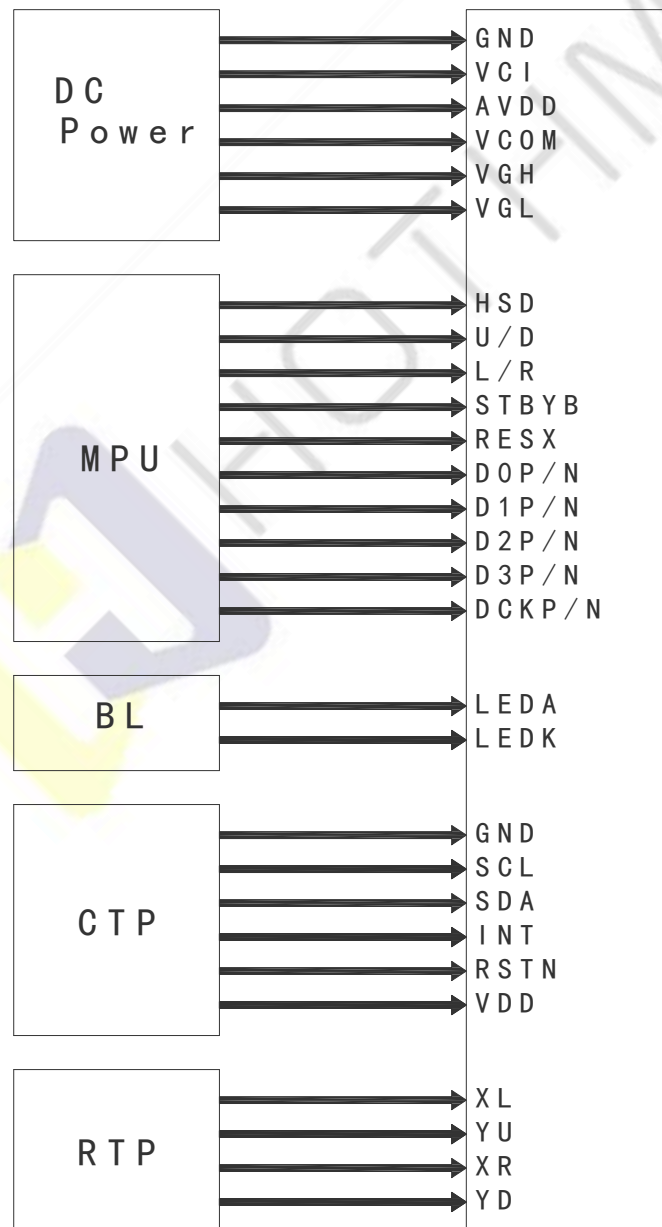 DC
Power
GND
VCI
AVDD
VCOM
VGH
VGL
MPU
HSD
U/D
L/R
STBYB
RESX
D0P/N
D1P/N
D2P/N
D3P/N
DCKP/N
BL
LEDA
LEDK
CTP
GND
SCL
SDA
INT
RSTN
VDD
RTP
XL
YU
XR
YD